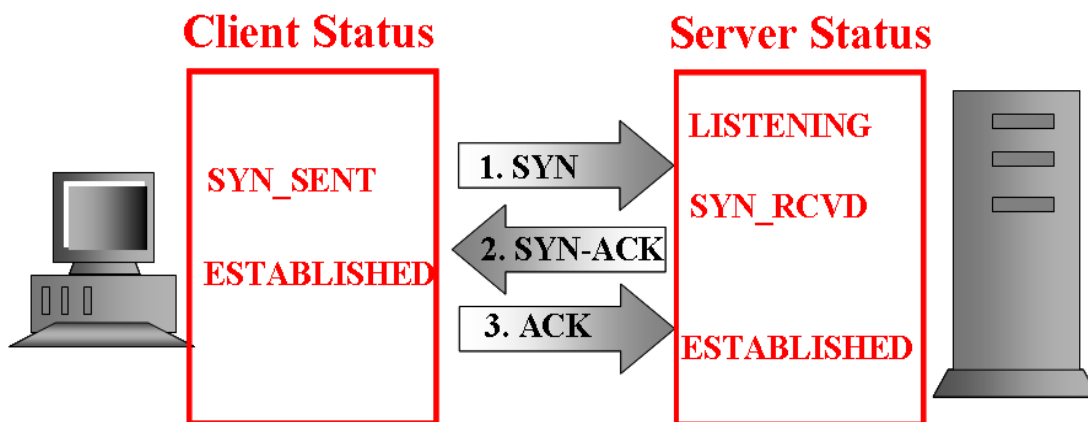 Client Status
Server Status
SYN_SENT
ESTABLISHED
1. SYN
2. SYN-ACK
3. ACK
LISTENING
SYN_RCVD
ESTABLISHED